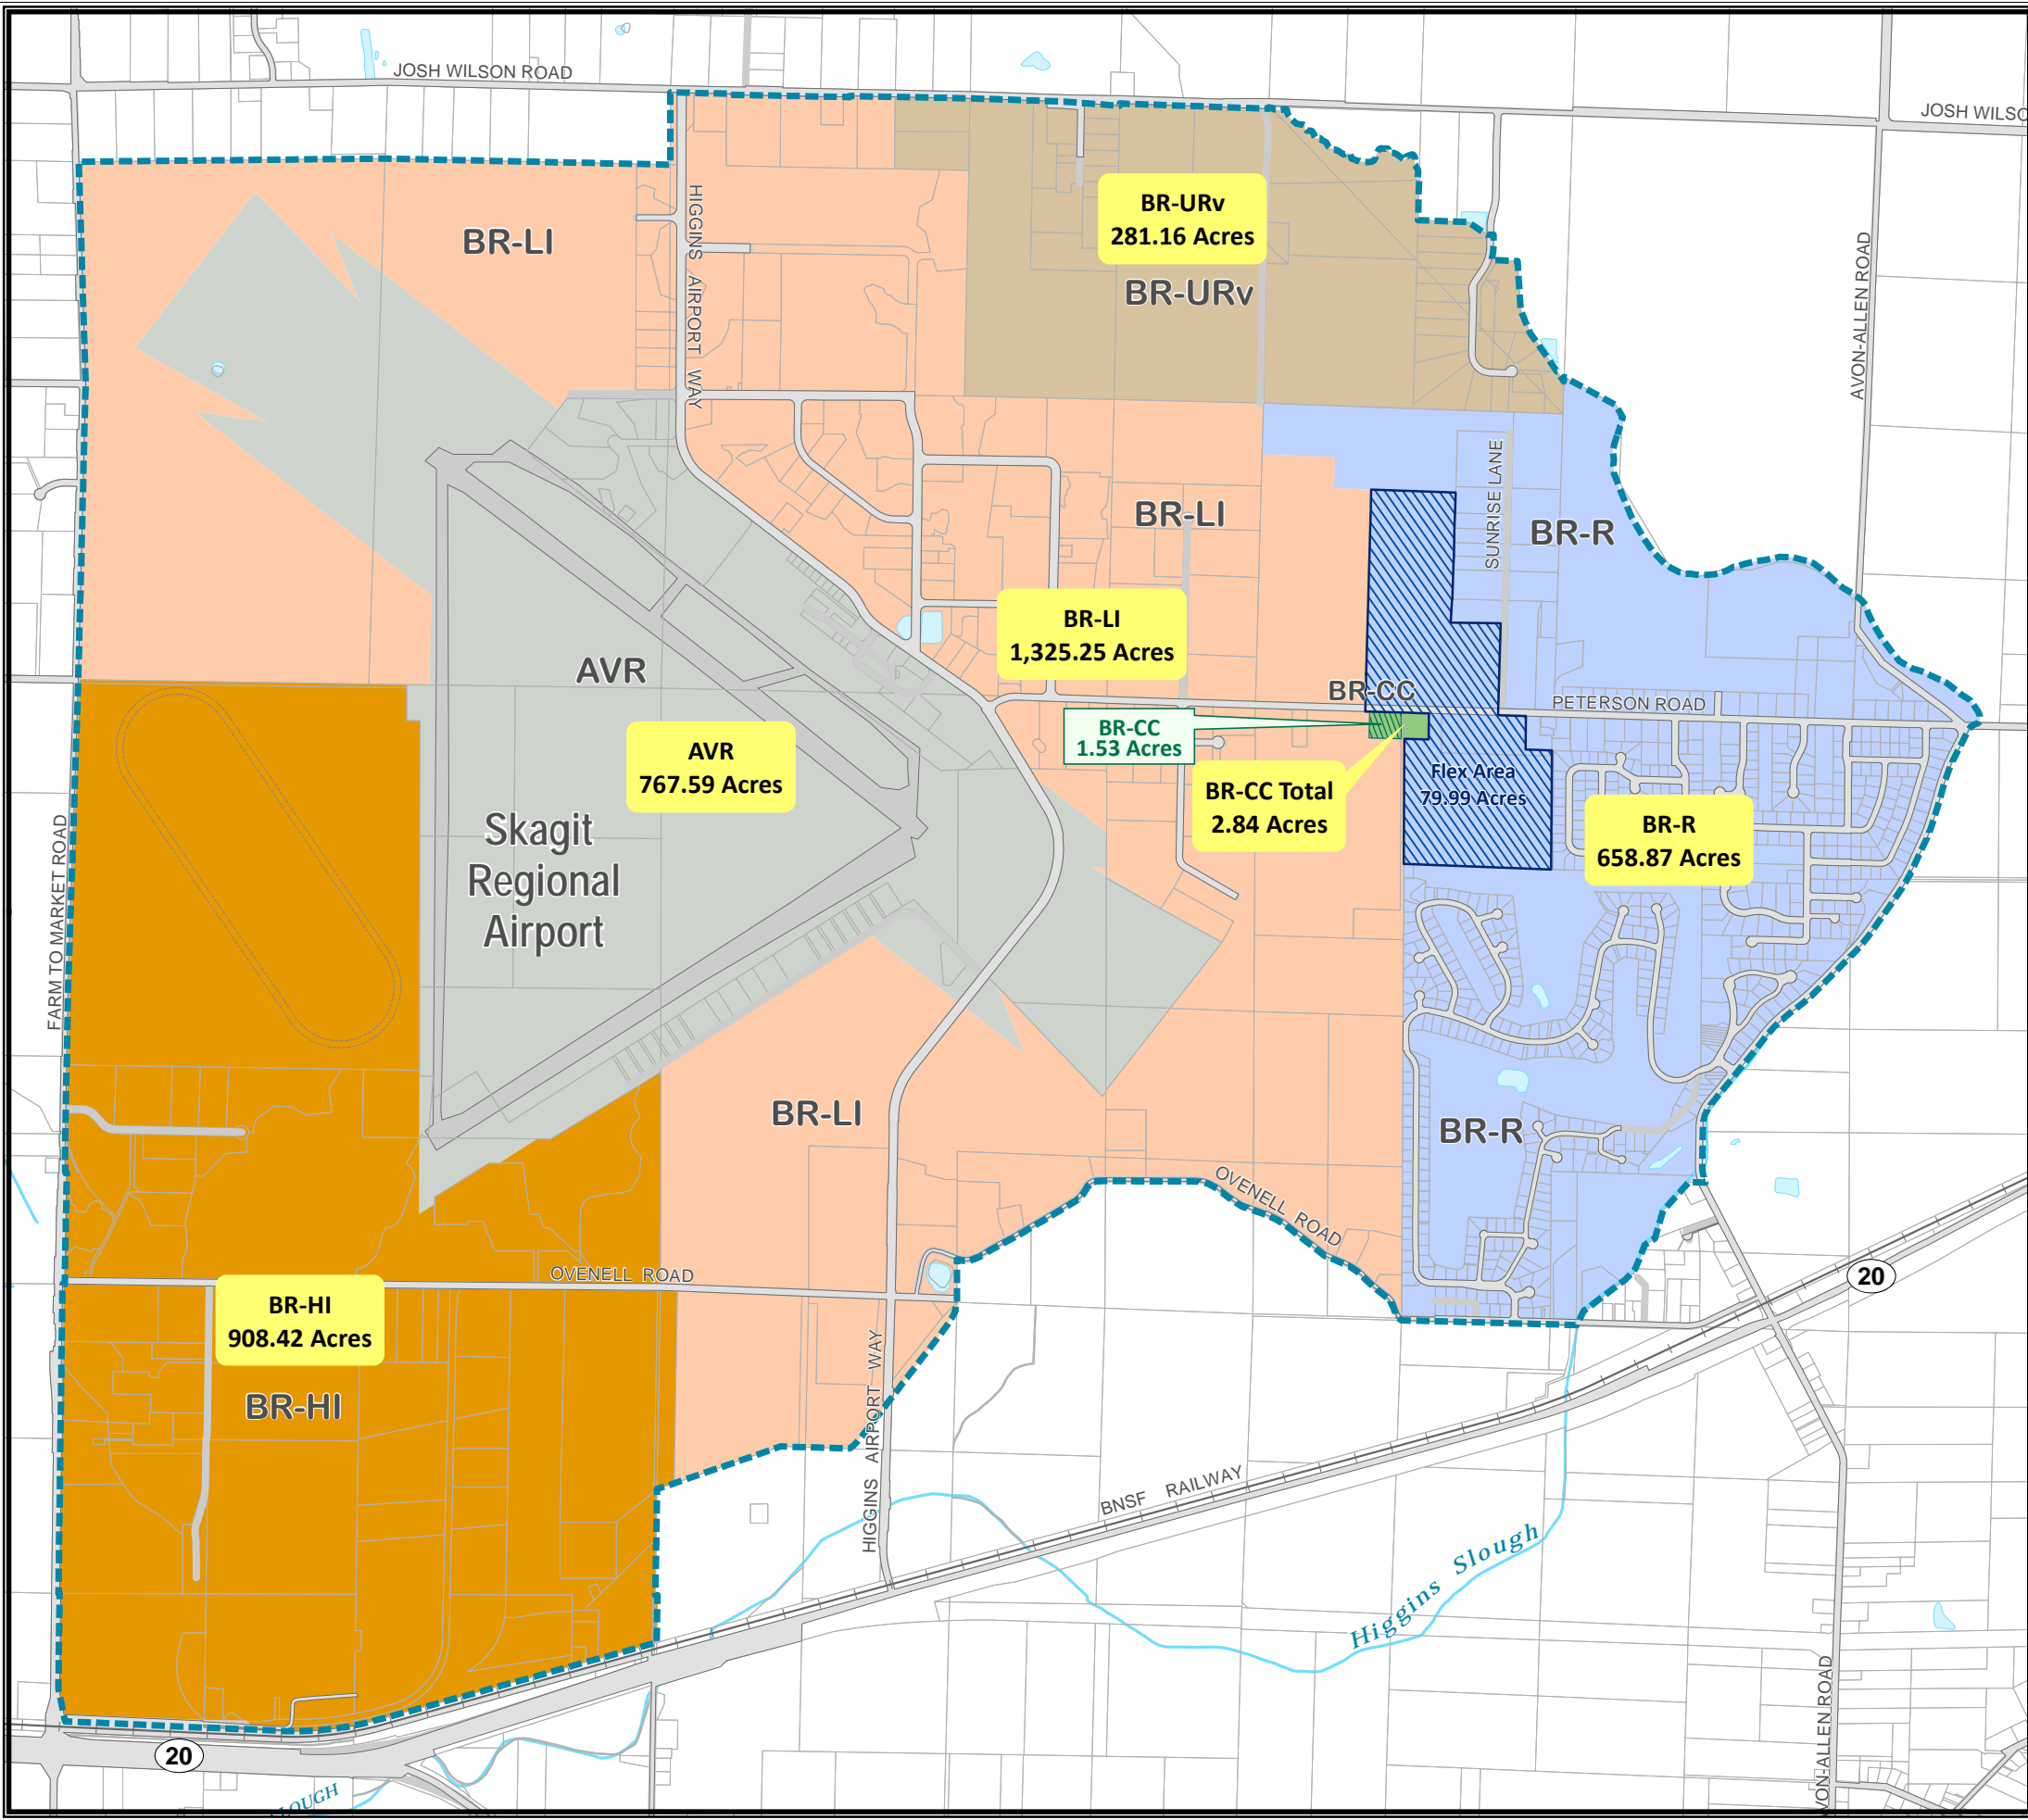 JOSH WILSON ROAD
JOSH WILSO
HIGGINS AIRPORT WAY
BR-LI
BR-URv
281.16 Acres
BR-URv
AVON-ALLEN ROAD
SUNRISE LANE
BR-LI
BR-R
BR-LI
1,325.25 Acres
AVR
BR-CC
PETERSON ROAD
BR-CC
1.53 Acres
AVR
767.59 Acres
BR-CC Total
2.84 Acres
Flex Area
79.99 Acres
BR-R
658.87 Acres
Skagit
Regional
Airport
FARM TO MARKET ROAD
BR-LI
BR-R
OVENELL ROAD
OVENELL ROAD
20
BR-HI
908.42 Acres
BR-HI
HIGGINS AIRPORT WAY
BNSF RAILWAY
Higgins Slough
VON-ALLEN ROAD
20
LOUGH